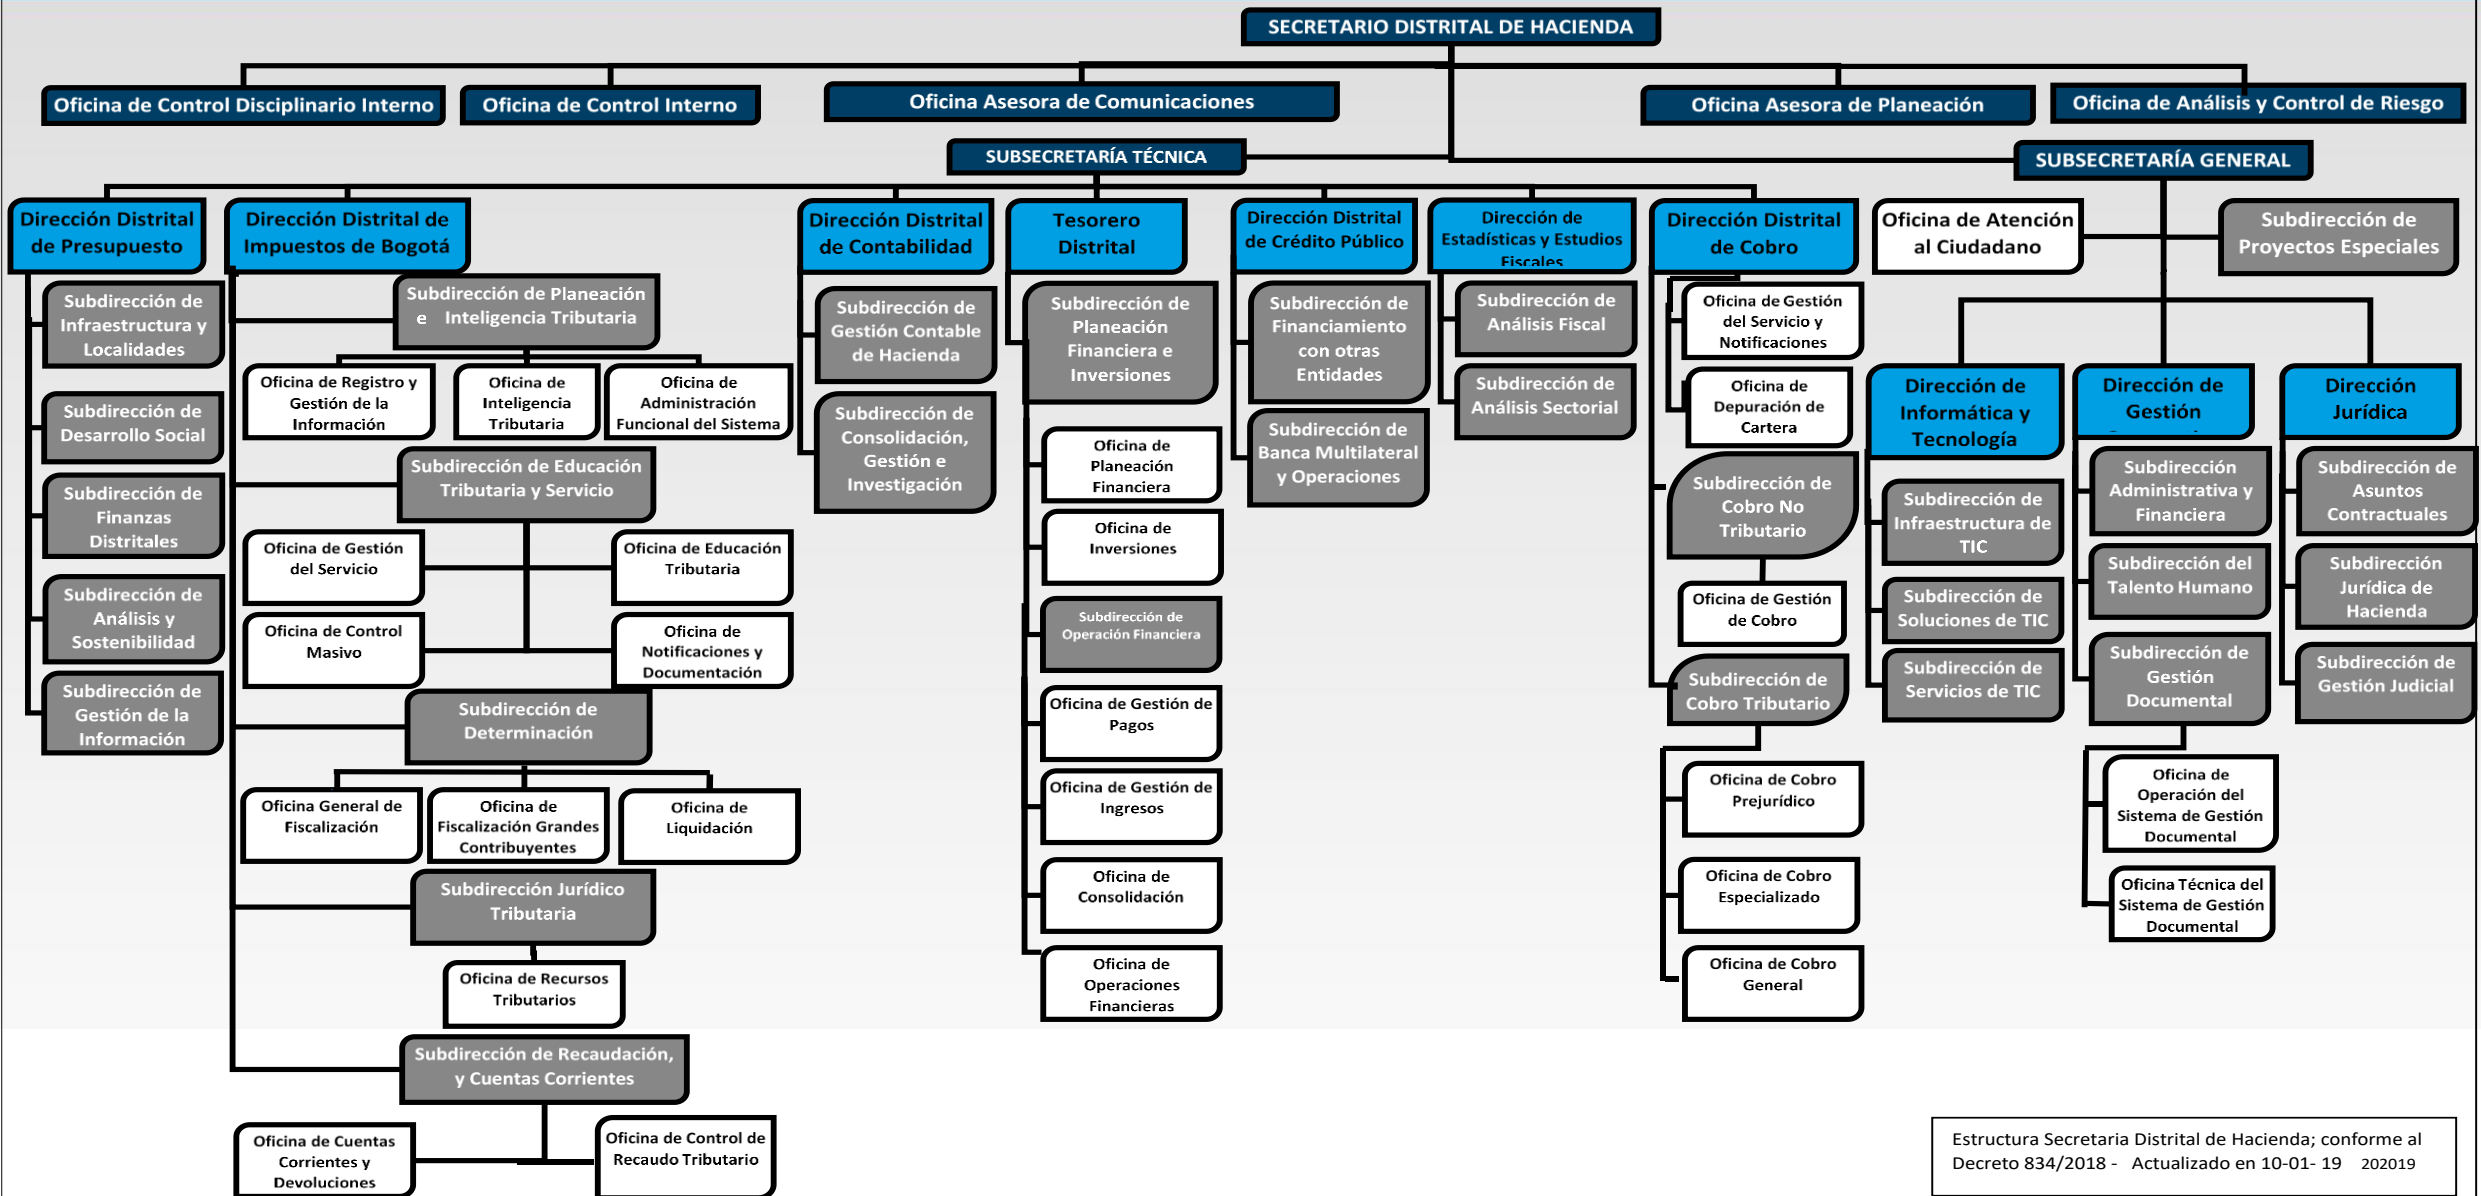 SECRETARIO DISTRITAL DE HACIENDA
Oficina de Control Disciplinario Interno
Oficina de Control Interno
Oficina Asesora de Comunicaciones
Oficina Asesora de Planeación
Oficina de Análisis y Control de Riesgo
SUBSECRETARÍA TÉCNICA
SUBSECRETARÍA GENERAL
Dirección Distrital
de Presupuesto
Subdirección de
Infraestructura y
Localidades
Subdirección de
Desarrollo Social
Subdirección de
Finanzas
Distritales
Subdirección de
Análisis y
Sostenibilidad
Subdirección de
Gestión de la
Información
Dirección Distrital de
Impuestos de Bogotá
Subdirección de Planeación
e Inteligencia Tributaria
Oficina de Registro y
Gestión de la
Información
Oficina de
Inteligencia
Tributaria
Oficina de
Administración
Funcional del Sistema
Subdirección de Educación
Tributaria y Servicio
Oficina de Gestión
del Servicio
Oficina de Educación
Tributaria
Oficina de Control
Masivo
Oficina de
Notificaciones y
Documentación
Subdirección de
Determinación
Oficina General de
Fiscalización
Oficina de
Fiscalización Grandes
Contribuyentes
Oficina de
Liquidación
Subdirección Jurídico
Tributaria
Oficina de Recursos
Tributarios
Subdirección de Recaudación,
y Cuentas Corrientes
Oficina de Cuentas
Corrientes y
Devoluciones
Oficina de Control de
Recaudo Tributario
Dirección Distrital
de Contabilidad
Subdirección de
Gestión Contable
de Hacienda
Subdirección de
Consolidación,
Gestión e
Investigación
Tesorero
Distrital
Subdirección de
Planeación
Financiera e
Inversiones
Oficina de
Planeación
Financiera
Oficina de
Inversiones
Subdirección de
Operación Financiera
Oficina de Gestión de
Pagos
Oficina de Gestión de
Ingresos
Oficina de
Consolidación
Oficina de
Operaciones
Financieras
Dirección Distrital
de Crédito Público
Subdirección de
Financiamiento
con otras
Entidades
Subdirección de
Banca Multilateral
y Operaciones
Dirección de
Estadísticas y Estudios
Fiscales
Subdirección de
Análisis Fiscal
Subdirección de
Análisis Sectorial
Dirección Distrital
de Cobro
Oficina de Gestión
del Servicio y
Notificaciones
Oficina de
Depuración de
Cartera
Subdirección de
Cobro No
Tributario
Oficina de Gestión
de Cobro
Subdirección de
Cobro Tributario
Oficina de Cobro
Prejurídico
Oficina de Cobro
Especializado
Oficina de Cobro
General
Oficina de Atención
al Ciudadano
Subdirección de
Proyectos Especiales
Dirección de
Informática y
Tecnología
Subdirección de
Infraestructura de
TIC
Subdirección de
Soluciones de TIC
Subdirección de
Servicios de TIC
Dirección de
Gestión
Subdirección
Administrativa y
Financiera
Subdirección del
Talento Humano
Subdirección de
Gestión
Documental
Oficina de
Operación del
Sistema de Gestión
Documental
Oficina Técnica del
Sistema de Gestión
Documental
Dirección
Jurídica
Subdirección de
Asuntos
Contractuales
Subdirección
Jurídica de
Hacienda
Subdirección de
Gestión Judicial
Estructura Secretaria Distrital de Hacienda; conforme al
Decreto 834/2018 - Actualizado en 10-01- 19 202019